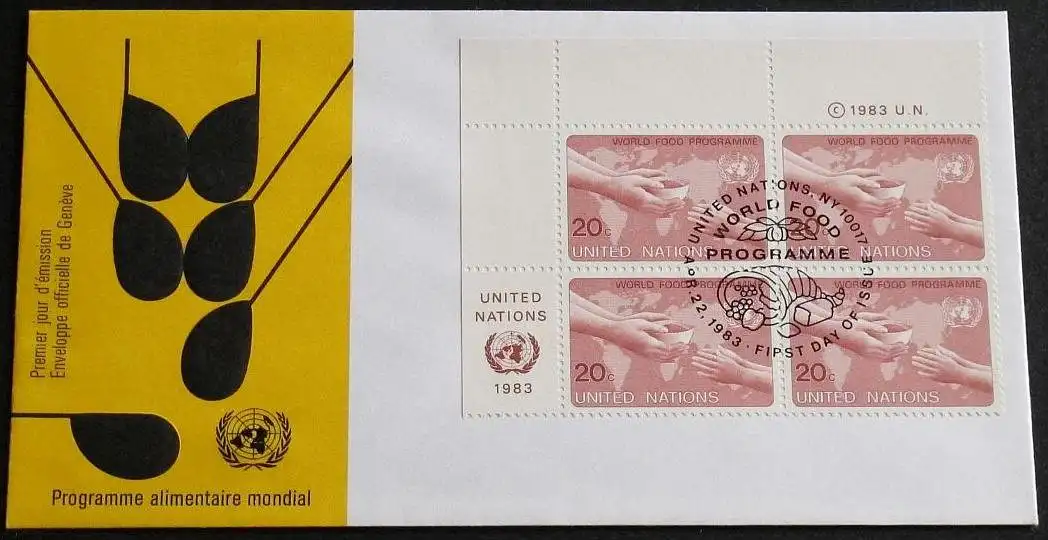 Premier jour d'émission
Enveloppe officielle de Genève
Programme alimentaire mondial
© 1983 U.N.
WORLD FOOD PROGRAMME
20c
UNITED NATIONS
WORLD FOOD PROGRAMME
20c
UNITED NATIONS
UNITED
NATIONS
1983
WORLD FOOD PROGRAMME
20c
UNITED NATIONS
WORLD FOOD PROGRAMME
20c
UNITED NATIONS
UNITED NATIONS, NY 10017
WORLD FOOD
PROGRAMME
APR. 22, 1983 · FIRST DAY OF ISSUE